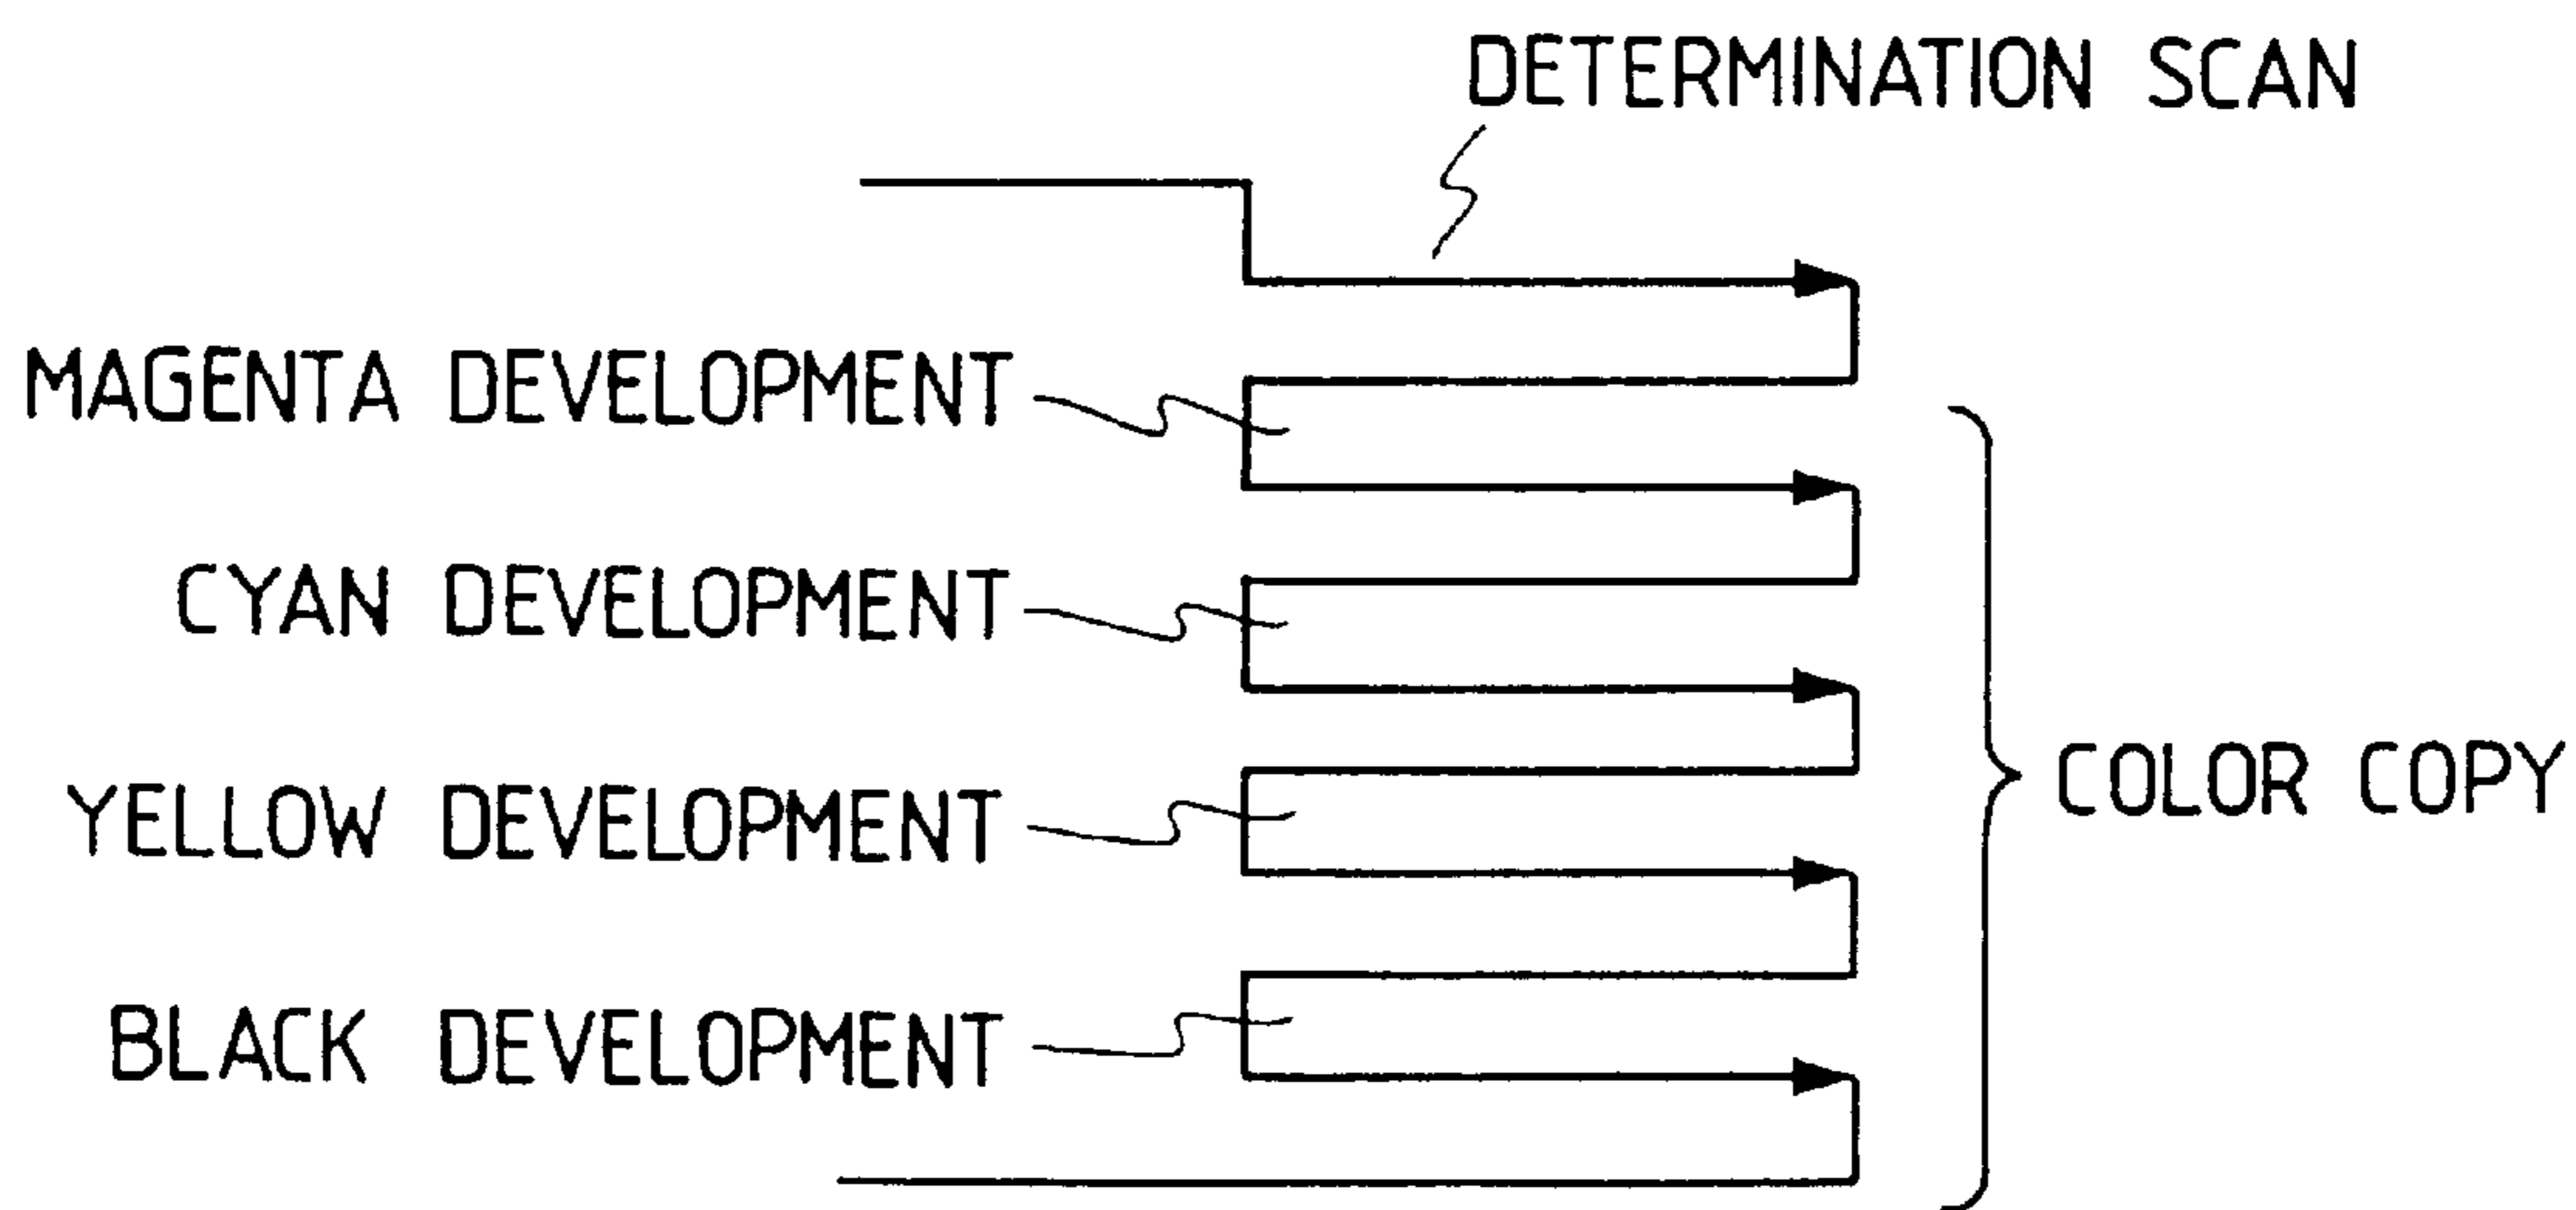 DETERMINATION SCAN
MAGENTA DEVELOPMENT
CYAN DEVELOPMENT
YELLOW DEVELOPMENT
COLOR COPY
BLACK DEVELOPMENT